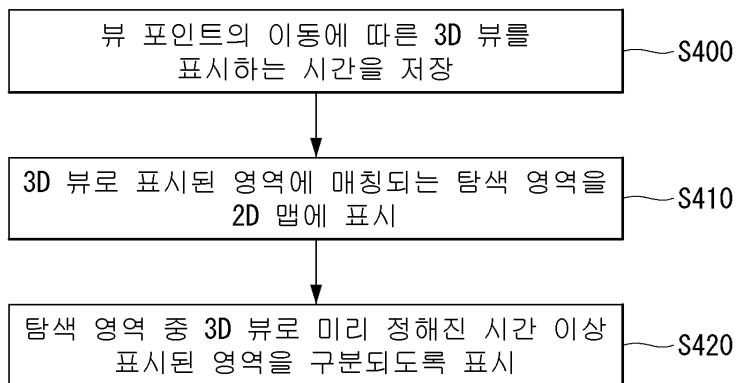 뷰 포인트의 이동에 따른 3D 뷰를
표시하는 시간을 저장
S400
3D 뷰로 표시된 영역에 매칭되는 탐색 영역을
2D 맵에 표시
S410
탐색 영역 중 3D 뷰로 미리 정해진 시간 이상
표시된 영역을 구분되도록 표시
S420